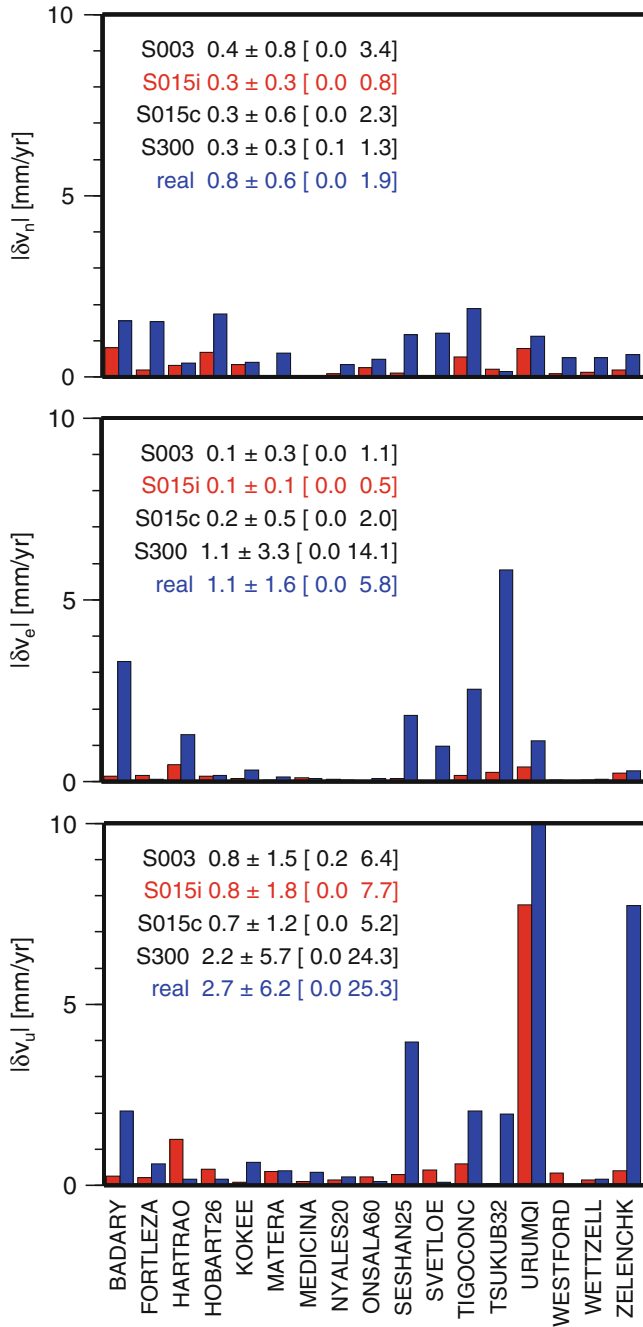 10
5
0
|δv_n| [mm/yr]
S003 0.4 ± 0.8 [ 0.0 3.4]
S015i 0.3 ± 0.3 [ 0.0 0.8]
S015c 0.3 ± 0.6 [ 0.0 2.3]
S300 0.3 ± 0.3 [ 0.1 1.3]
real 0.8 ± 0.6 [ 0.0 1.9]
10
5
0
|δv_e| [mm/yr]
S003 0.1 ± 0.3 [ 0.0 1.1]
S015i 0.1 ± 0.1 [ 0.0 0.5]
S015c 0.2 ± 0.5 [ 0.0 2.0]
S300 1.1 ± 3.3 [ 0.0 14.1]
real 1.1 ± 1.6 [ 0.0 5.8]
10
5
0
|δv_u| [mm/yr]
S003 0.8 ± 1.5 [ 0.2 6.4]
S015i 0.8 ± 1.8 [ 0.0 7.7]
S015c 0.7 ± 1.2 [ 0.0 5.2]
S300 2.2 ± 5.7 [ 0.0 24.3]
real 2.7 ± 6.2 [ 0.0 25.3]
BADARY
FORTLEZA
HARTRAO
HOBART26
KOKEE
MATERA
MEDICINA
NYALES20
ONSALA60
SESHAN25
SVETLOE
TIGOCONC
TSUKUB32
URUMQI
WESTFORD
WETTZELL
ZELENCHK